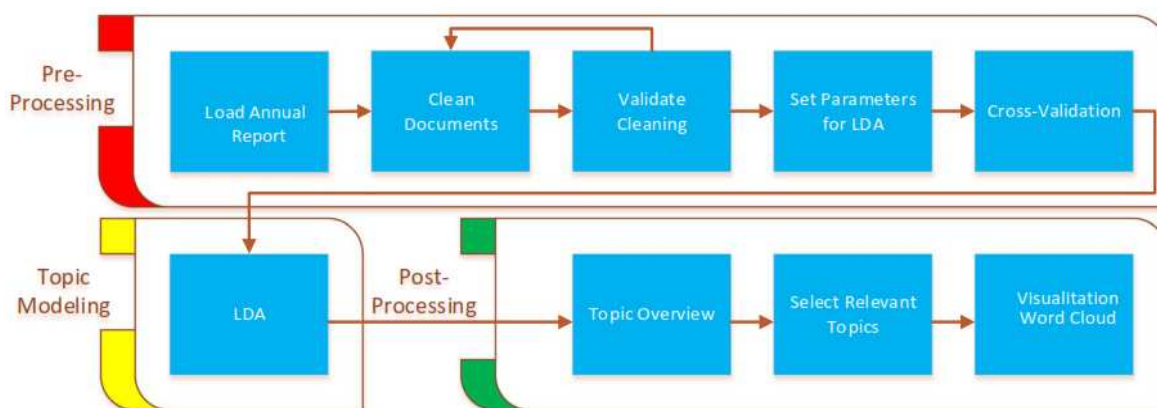 Pre-
Processing
Load Annual
Report
Clean
Documents
Validate
Cleaning
Set Parameters
for LDA
Cross-Validation
Topic
Modeling
LDA
Post-
Processing
Topic Overview
Select Relevant
Topics
Visualitation
Word Cloud